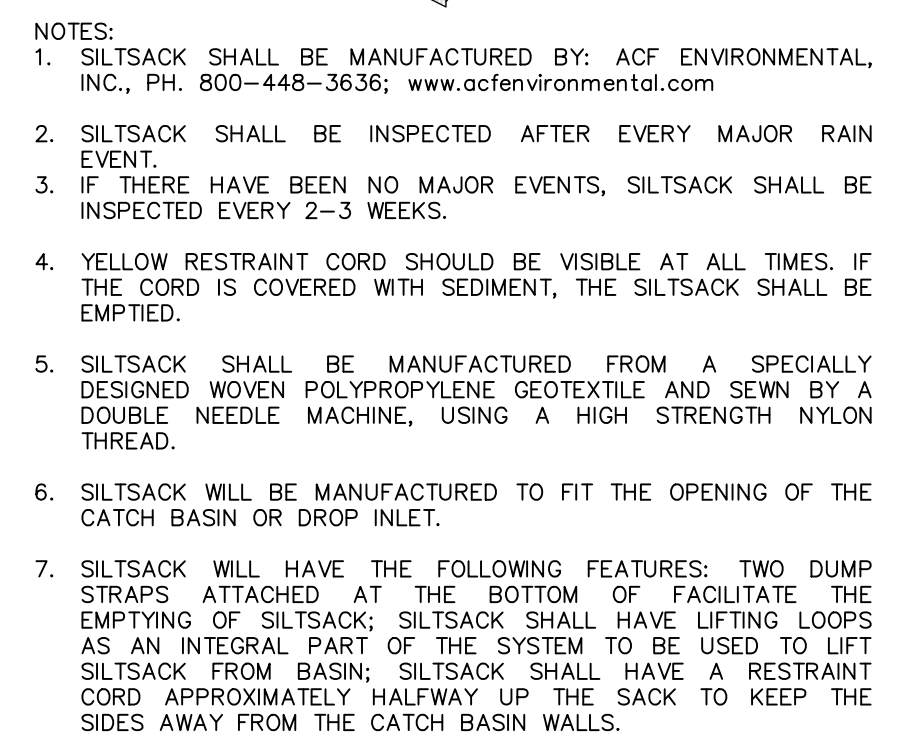 NOTES:
1. SILTSACK SHALL BE MANUFACTURED BY: ACF ENVIRONMENTAL,
INC., PH. 800-448-3636; www.acfenvironmental.com
2. SILTSACK SHALL BE INSPECTED AFTER EVERY MAJOR RAIN
EVENT.
3. IF THERE HAVE BEEN NO MAJOR EVENTS, SILTSACK SHALL BE
INSPECTED EVERY 2-3 WEEKS.
4. YELLOW RESTRAINT CORD SHOULD BE VISIBLE AT ALL TIMES. IF
THE CORD IS COVERED WITH SEDIMENT, THE SILTSACK SHALL BE
EMPTIED.
5. SILTSACK SHALL BE MANUFACTURED FROM A SPECIALLY
DESIGNED WOVEN POLYPROPYLENE GEOTEXTILE AND SEWN BY A
DOUBLE NEEDLE MACHINE, USING A HIGH STRENGTH NYLON
THREAD.
6. SILTSACK WILL BE MANUFACTURED TO FIT THE OPENING OF THE
CATCH BASIN OR DROP INLET.
7. SILTSACK WILL HAVE THE FOLLOWING FEATURES: TWO DUMP
STRAPS ATTACHED AT THE BOTTOM OF FACILITATE THE
EMPTYING OF SILTSACK; SILTSACK SHALL HAVE LIFTING LOOPS
AS AN INTEGRAL PART OF THE SYSTEM TO BE USED TO LIFT
SILTSACK FROM BASIN; SILTSACK SHALL HAVE A RESTRAINT
CORD APPROXIMATELY HALFWAY UP THE SACK TO KEEP THE
SIDES AWAY FROM THE CATCH BASIN WALLS.